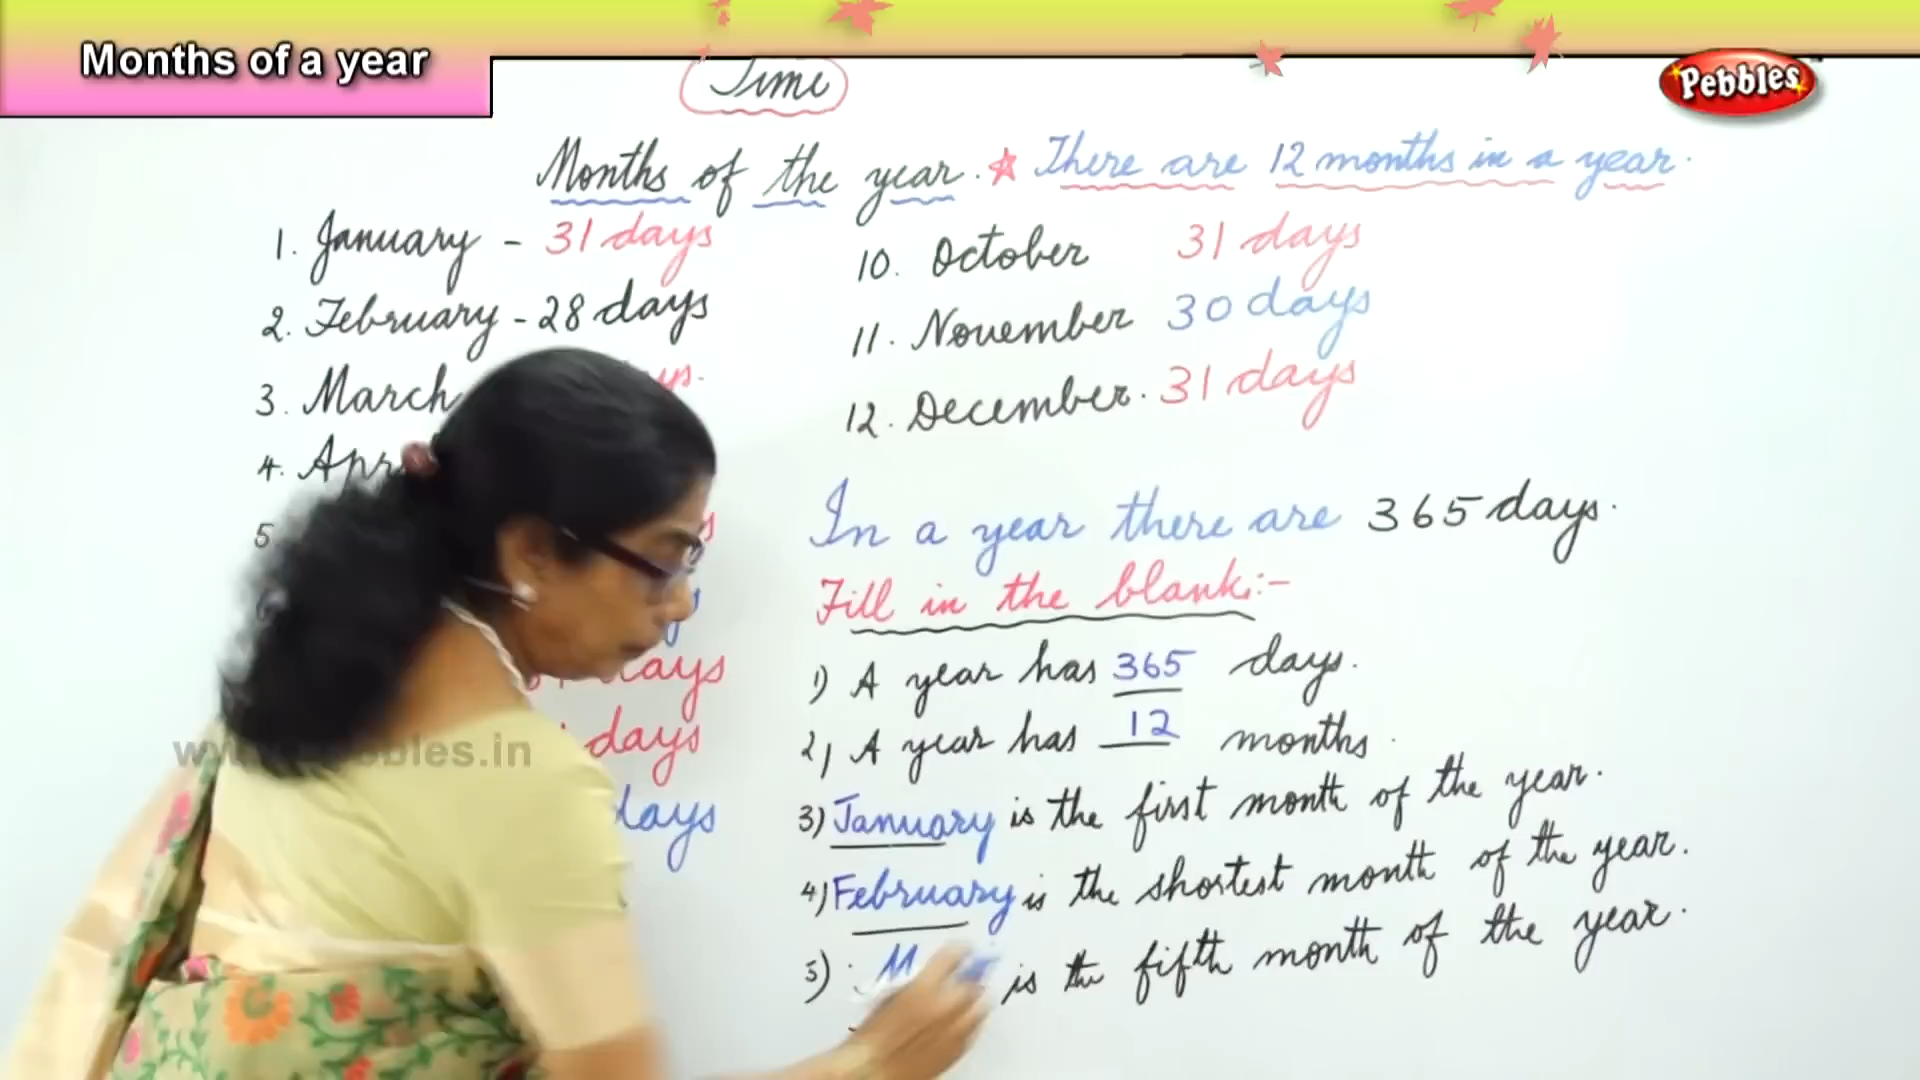 Months of a year
Pebbles
Time
Months of the year. There are 12 months in a year.
1. January - 31 days
2. February - 28 days
3. March
4. Apr
5
days
days
days
10. October 31 days
11. November 30 days
12. December. 31 days
In a year there are 365 days.
Fill in the blank:-
1) A year has 365 days.
2) A year has 12 months.
3) January is the first month of the year.
4) February is the shortest month of the year.
5) M is the fifth month of the year.